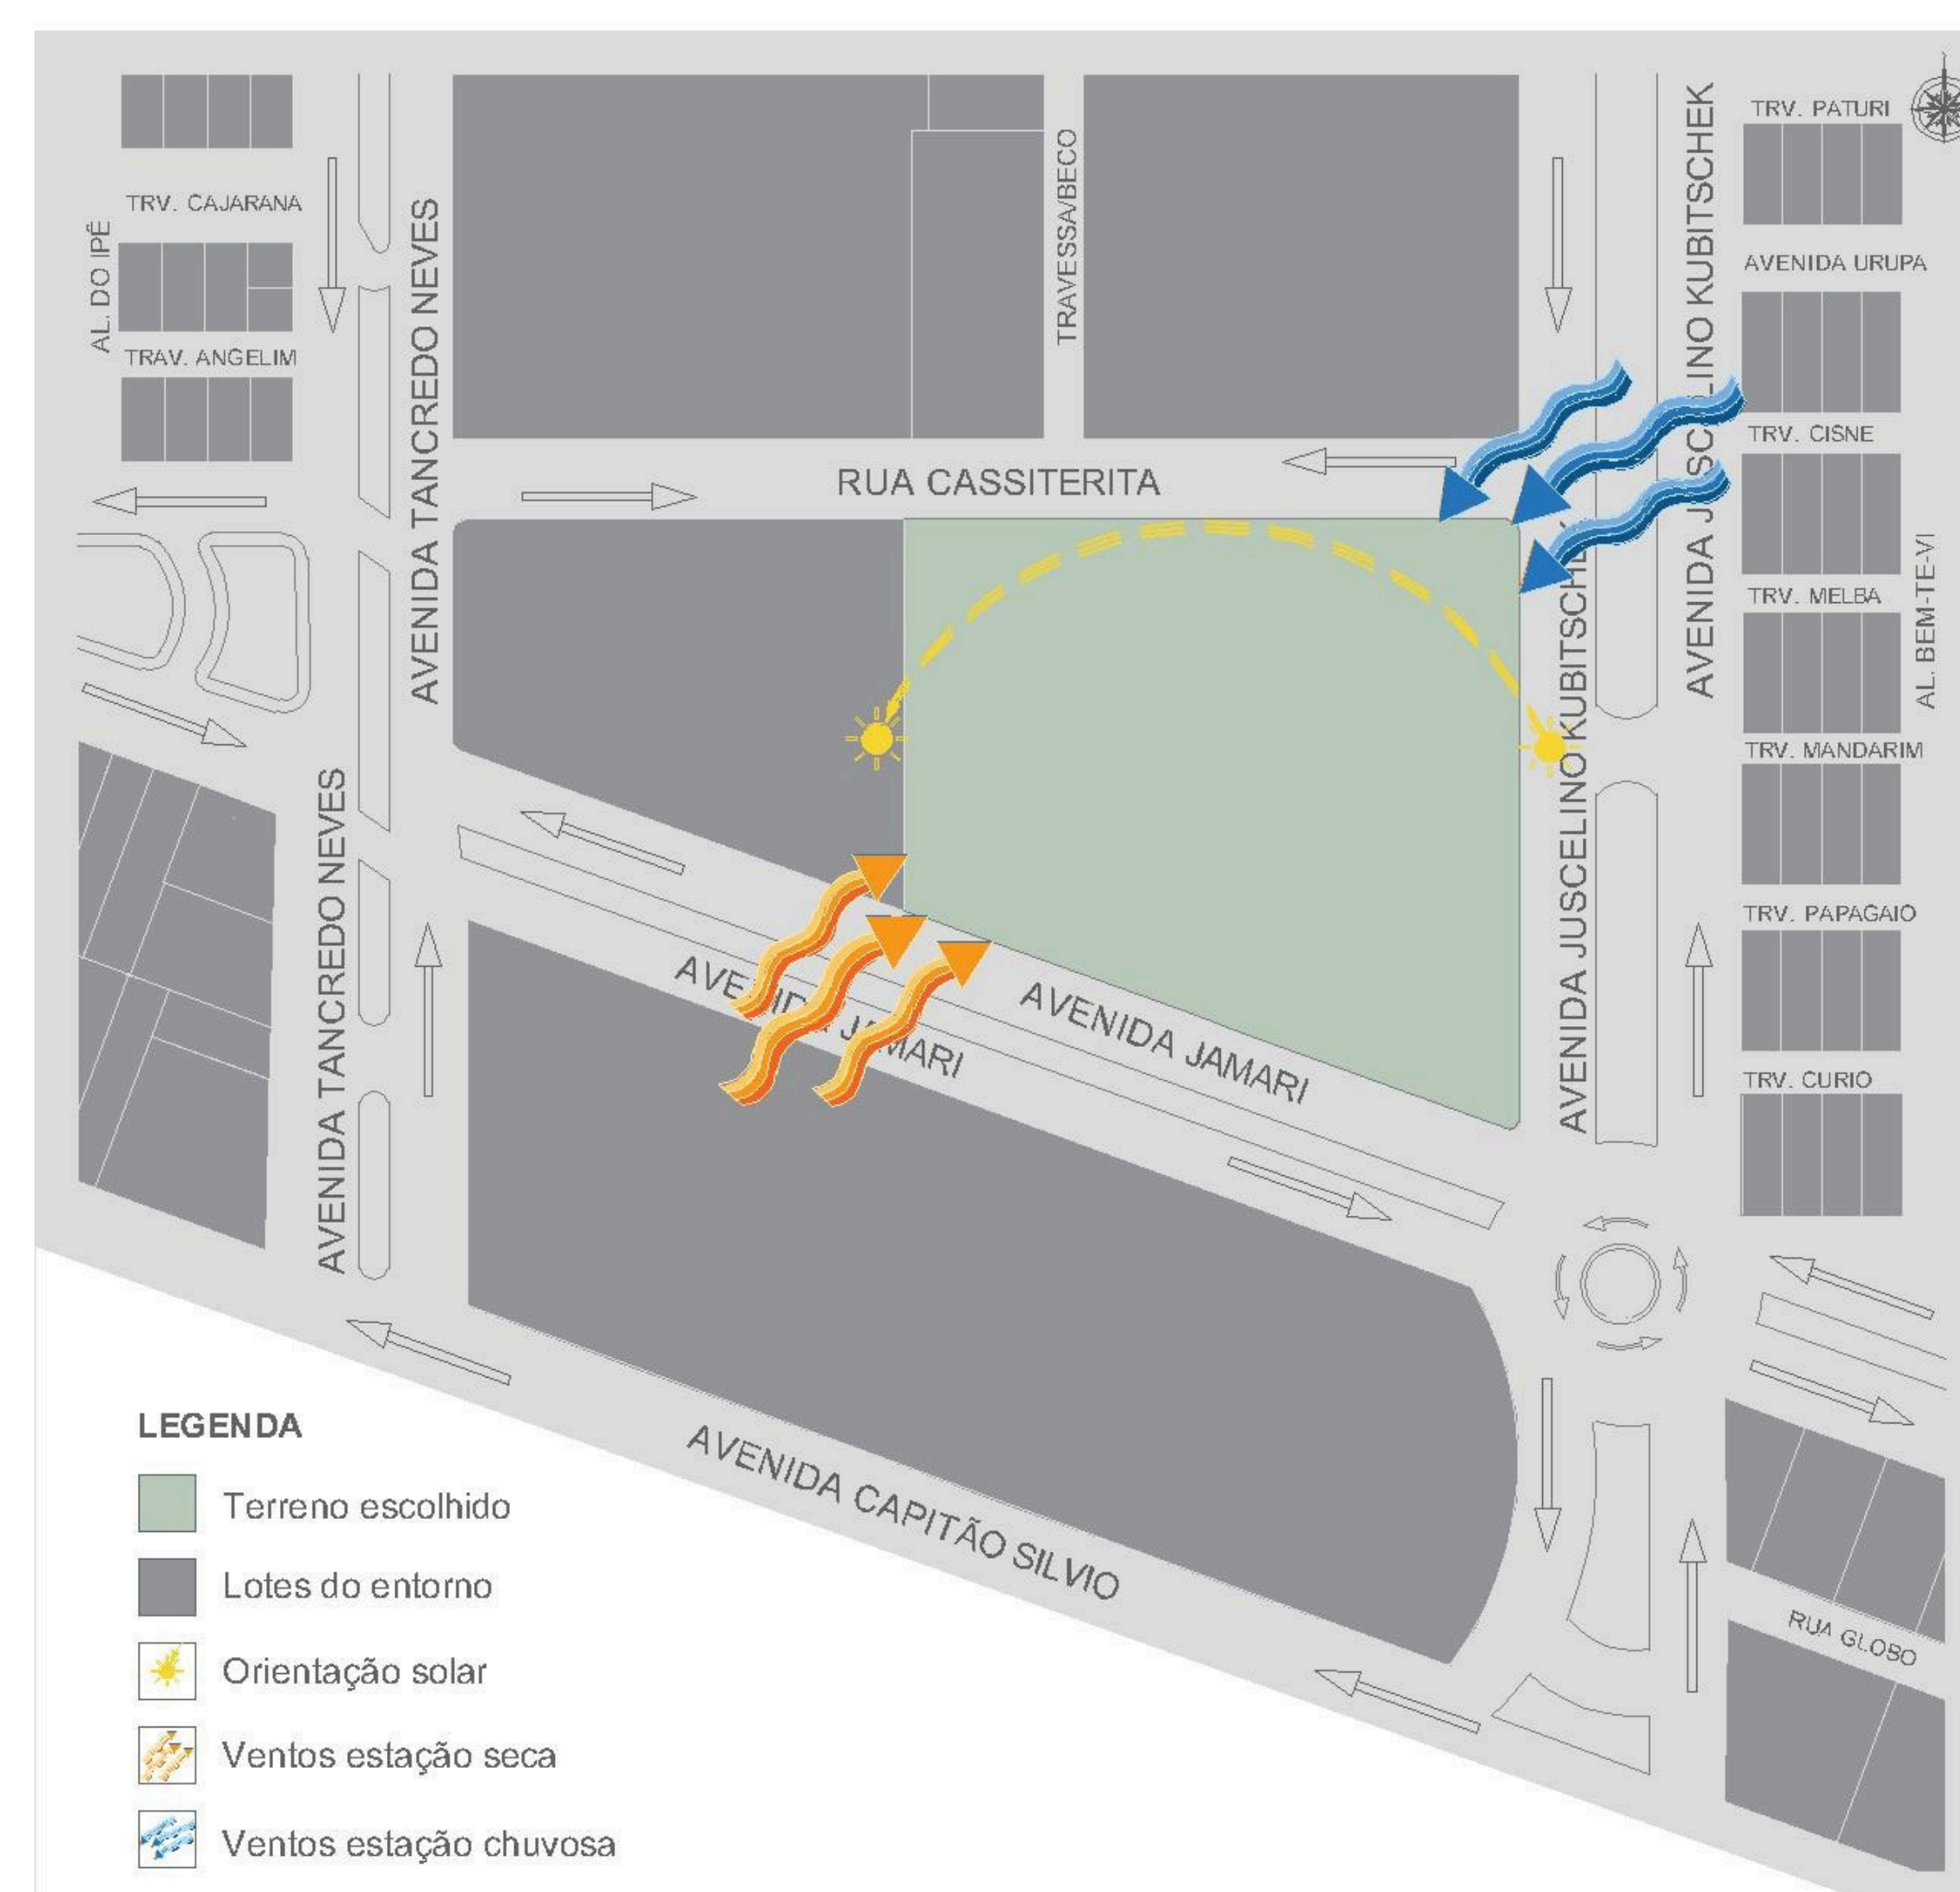 TRV. PATURI
TRV. CAJARANA
AL. DO IPÊ
TRAV. ANGELIM
AVENIDA TANCREDO NEVES
TRAVESSA/BECO
AVENIDA JUSCELINO KUBITSCHEK
AVENIDA URUPA
TRV. CISNE
RUA CASSITERITA
AL. BEM-TE-VI
TRV. MELBA
AVENIDA JUSCELINO KUBITSCHEK
TRV. MANDARIM
AVENIDA TANCREDO NEVES
TRV. PAPAGAIO
AVENIDA JAMARI
AVENIDA JAMARI
TRV. CURIO
AVENIDA CAPITÃO SILVIO
RUA GLOBO
LEGENDA
Terreno escolhido
Lotes do entorno
Orientação solar
Ventos estação seca
Ventos estação chuvosa